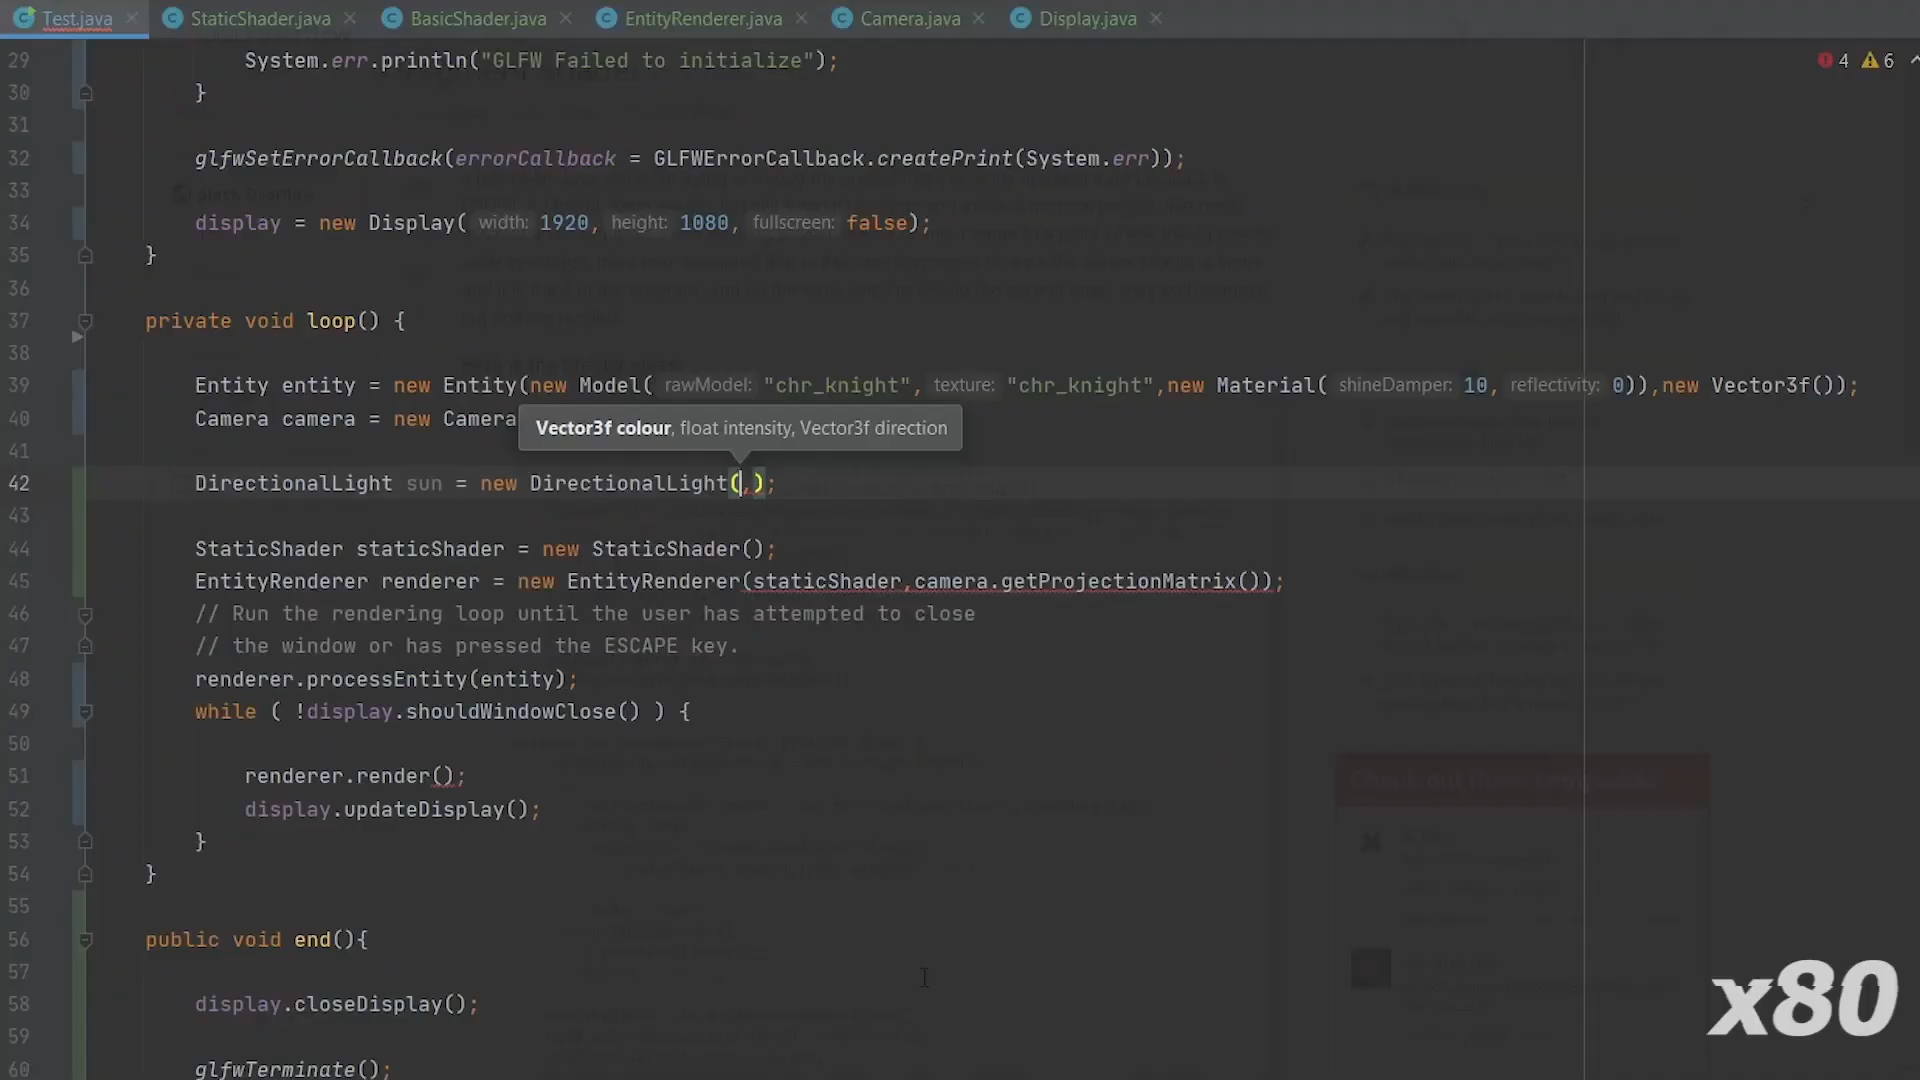 Test.java StaticShader.java BasicShader.java EntityRenderer.java Camera.java Display.java
29 System.err.println("GLFW Failed to initialize"); 4 6
30 }
31
32 glfwSetErrorCallback(errorCallback = GLFWErrorCallback.createPrint(System.err));
33
34 display = new Display( width: 1920, height: 1080, fullscreen: false);
35 }
36
37 private void loop() {
38
39 Entity entity = new Entity(new Model( rawModel: "chr_knight", texture: "chr_knight",new Material( shineDamper: 10, reflectivity: 0)),new Vector3f());
40 Camera camera = new Camera
Vector3f colour, float intensity, Vector3f direction
41
42 DirectionalLight sun = new DirectionalLight(,);
43
44 StaticShader staticShader = new StaticShader();
45 EntityRenderer renderer = new EntityRenderer(staticShader,camera.getProjectionMatrix());
46 // Run the rendering loop until the user has attempted to close
47 // the window or has pressed the ESCAPE key.
48 renderer.processEntity(entity);
49 while ( !display.shouldWindowClose() ) {
50
51 renderer.render();
52 display.updateDisplay();
53 }
54 }
55
56 public void end(){
57
58 display.closeDisplay();
59
60 glfwTerminate();
x80